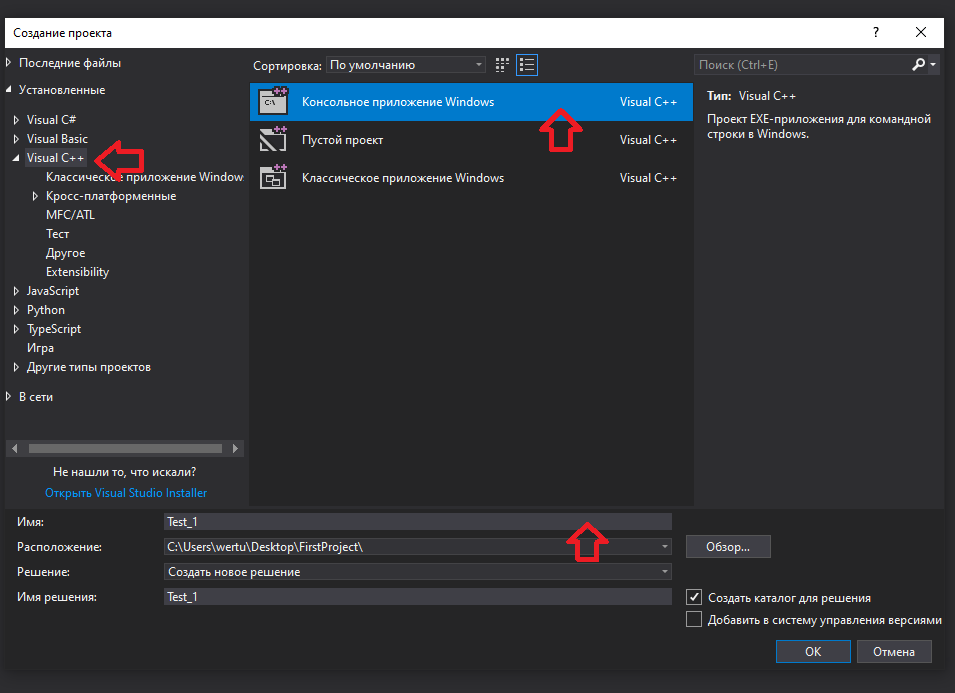 Создание проекта
?
Последние файлы
Установленные
Visual C#
Visual Basic
Visual C++
Классическое приложение Window
Кросс-платформенные
MFC/ATL
Тест
Другое
Extensibility
JavaScript
Python
TypeScript
Игра
Другие типы проектов
В сети
Не нашли то, что искали?
Открыть Visual Studio Installer
Сортировка: По умолчанию
Консольное приложение Windows Visual C++
Пустой проект Visual C++
Классическое приложение Windows Visual C++
Поиск (Ctrl+E)
Тип: Visual C++
Проект EXE-приложения для командной
строки в Windows.
Имя: Test_1
Расположение: C:\Users\wertu\Desktop\FirstProject\ Обзор...
Решение: Создать новое решение
Имя решения: Test_1
Создать каталог для решения
Добавить в систему управления версиями
OK Отмена